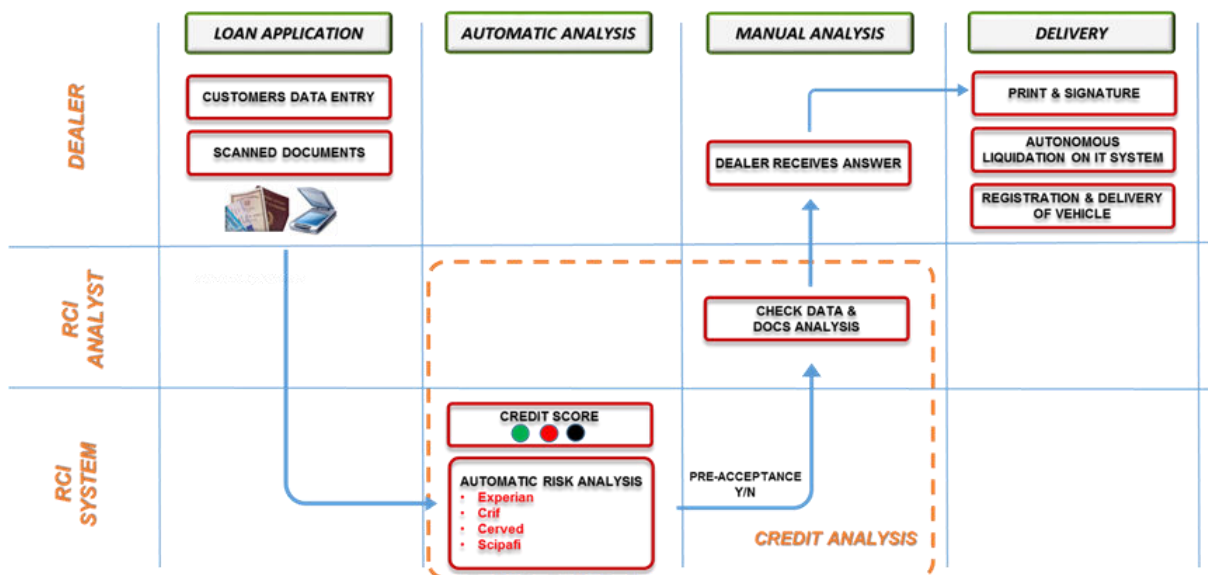 LOAN APPLICATION
AUTOMATIC ANALYSIS
MANUAL ANALYSIS
DELIVERY
DEALER
CUSTOMERS DATA ENTRY
SCANNED DOCUMENTS
DEALER RECEIVES ANSWER
PRINT & SIGNATURE
AUTONOMOUS
LIQUIDATION ON IT SYSTEM
REGISTRATION & DELIVERY
OF VEHICLE
RCI
ANALYST
CHECK DATA &
DOCS ANALYSIS
RCI
SYSTEM
CREDIT SCORE
AUTOMATIC RISK ANALYSIS
• Experian
• Crif
• Cerved
• Scipafi
PRE-ACCEPTANCE
Y/N
CREDIT ANALYSIS